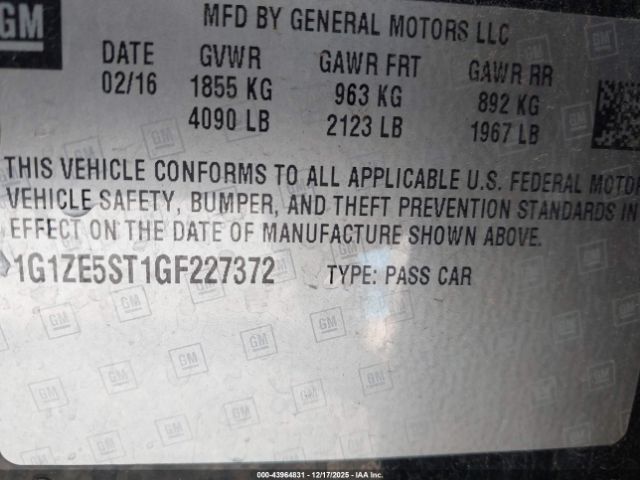 GM
MFD BY GENERAL MOTORS LLC
DATE GVWR GAWR FRT GAWR RR
02/16 1855 KG 963 KG 892 KG
4090 LB 2123 LB 1967 LB
THIS VEHICLE CONFORMS TO ALL APPLICABLE U.S. FEDERAL MOTOR
VEHICLE SAFETY, BUMPER, AND THEFT PREVENTION STANDARDS IN
EFFECT ON THE DATE OF MANUFACTURE SHOWN ABOVE.
1G1ZE5ST1GF227372 TYPE: PASS CAR
© IAA 000-43964831 - 12/17/2025 - IAA Inc.